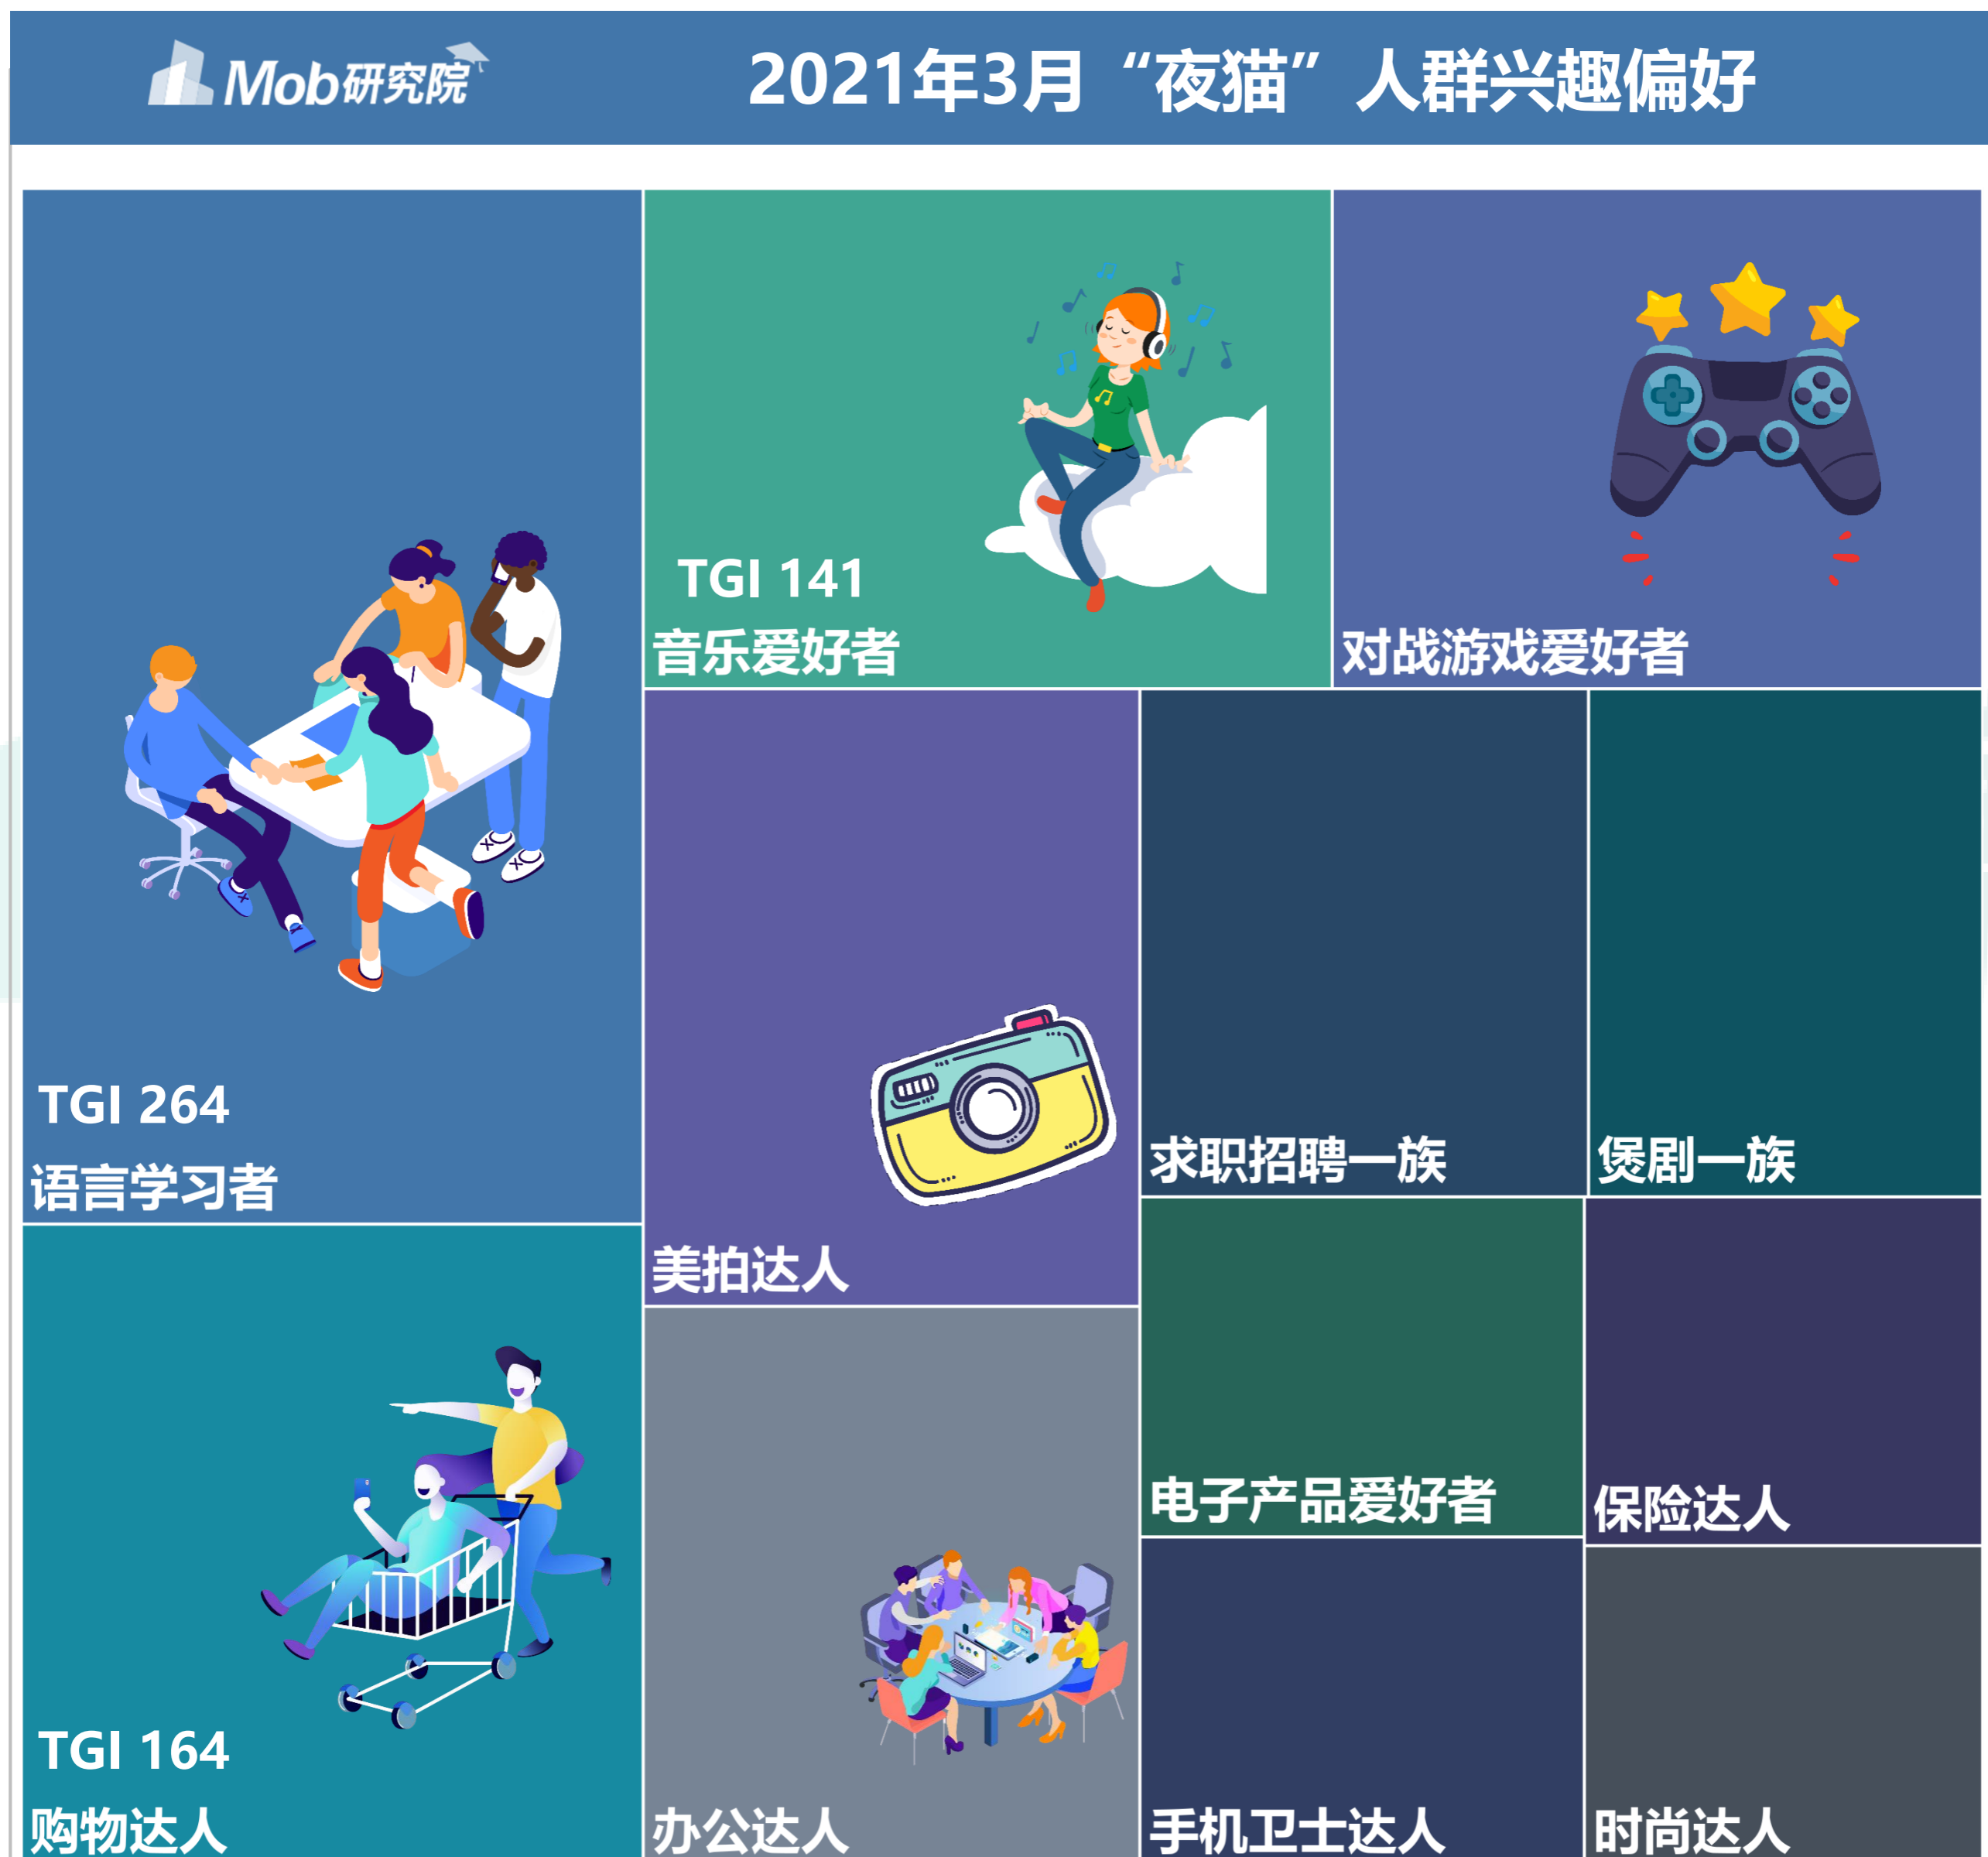 Mob研究院
2021年3月“夜猫” 人群兴趣偏好
TGI 264
语言学习者
TGI 141
音乐爱好者
对战游戏爱好者
美拍达人
求职招聘一族
煲剧一族
电子产品爱好者
保险达人
TGI 164
购物达人
办公达人
手机卫士达人
时尚达人